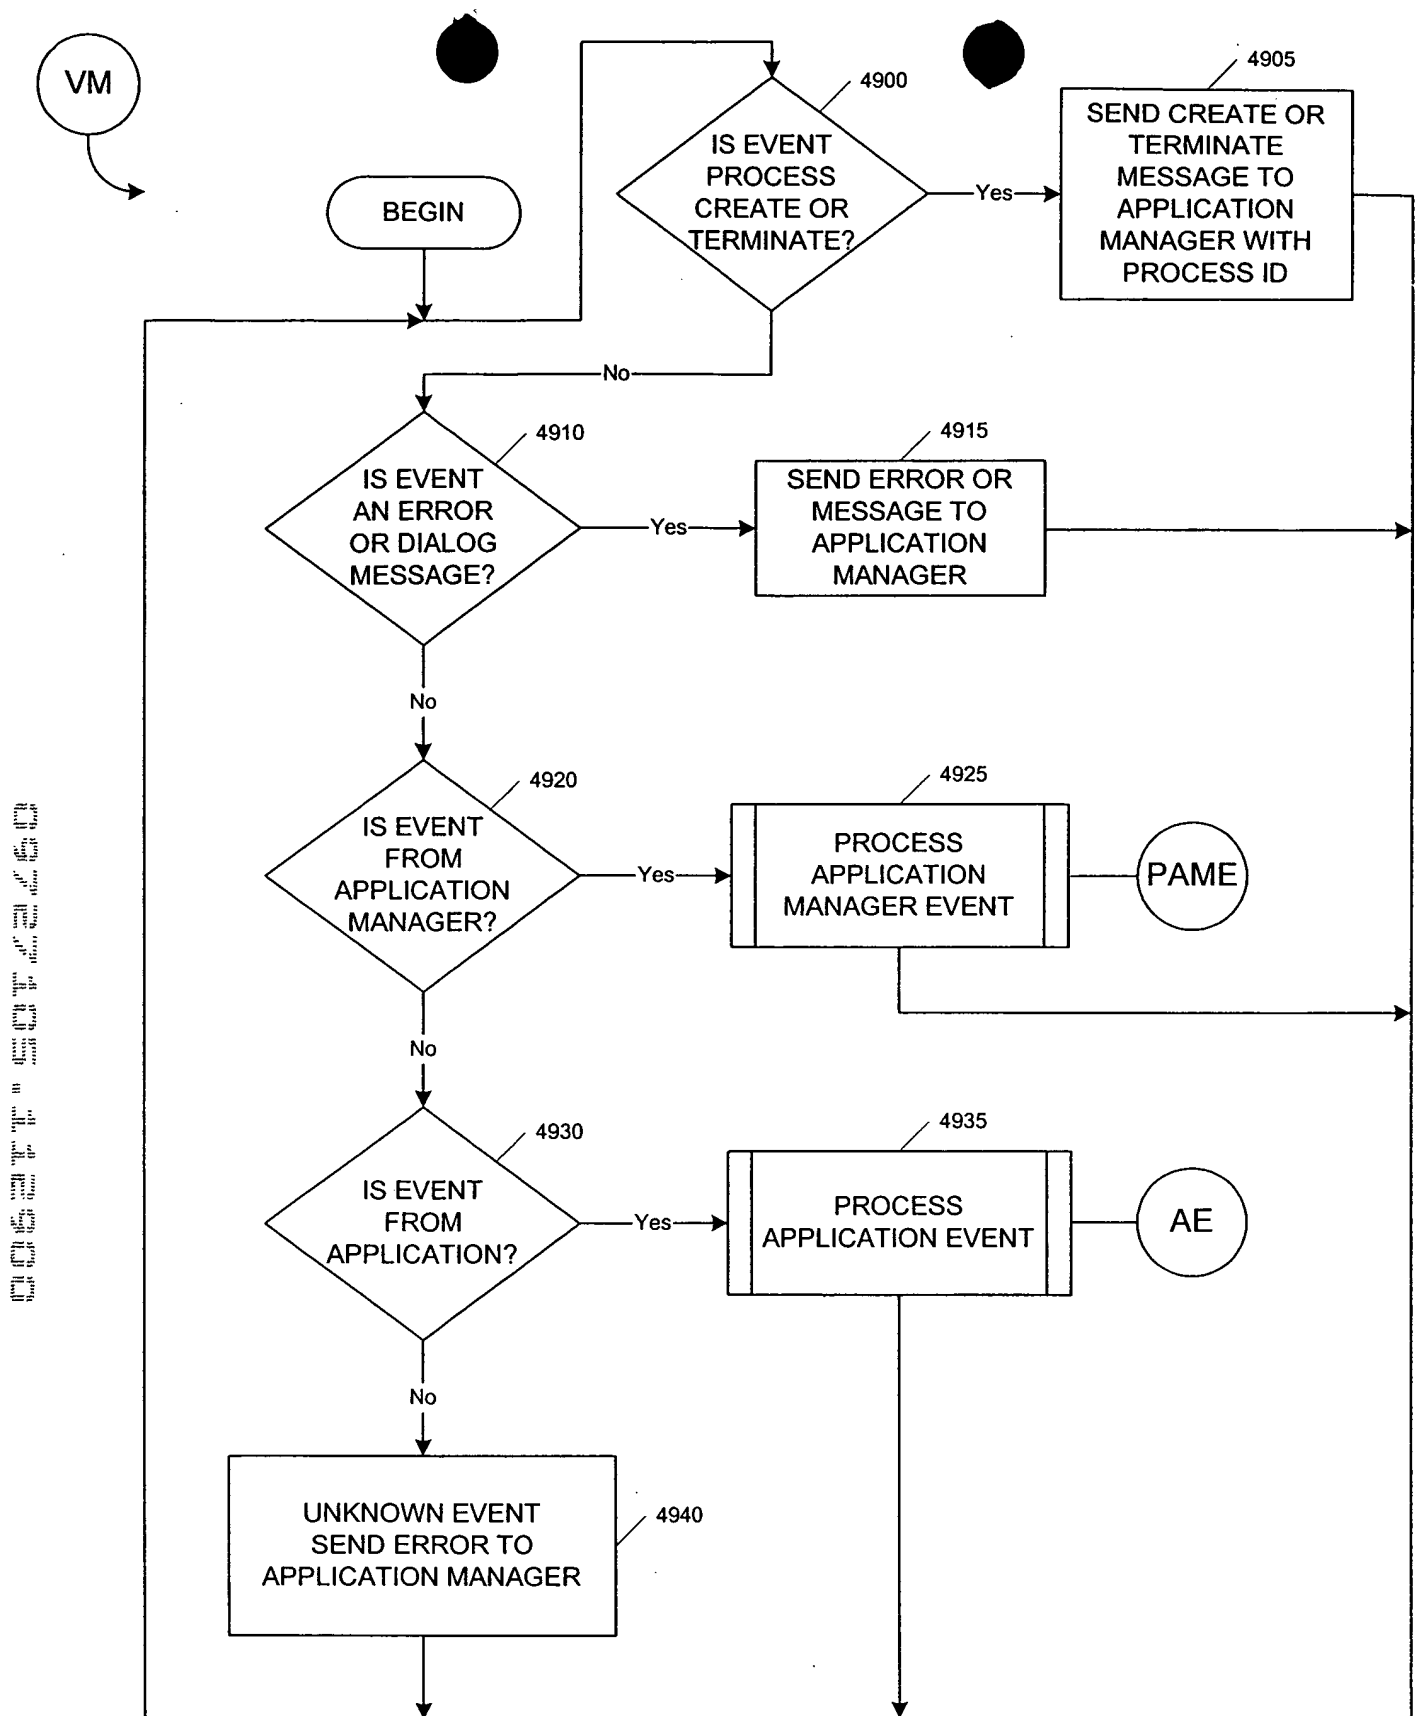 VM
4900
4905
IS EVENT
PROCESS
CREATE OR
TERMINATE?
Yes
SEND CREATE OR
TERMINATE
MESSAGE TO
APPLICATION
MANAGER WITH
PROCESS ID
BEGIN
No
4910
IS EVENT
AN ERROR
OR DIALOG
MESSAGE?
Yes
4915
SEND ERROR OR
MESSAGE TO
APPLICATION
MANAGER
No
4920
IS EVENT
FROM
APPLICATION
MANAGER?
Yes
4925
PROCESS
APPLICATION
MANAGER EVENT
PAME
No
4930
IS EVENT
FROM
APPLICATION?
Yes
4935
PROCESS
APPLICATION EVENT
AE
No
UNKNOWN EVENT
SEND ERROR TO
APPLICATION MANAGER
4940